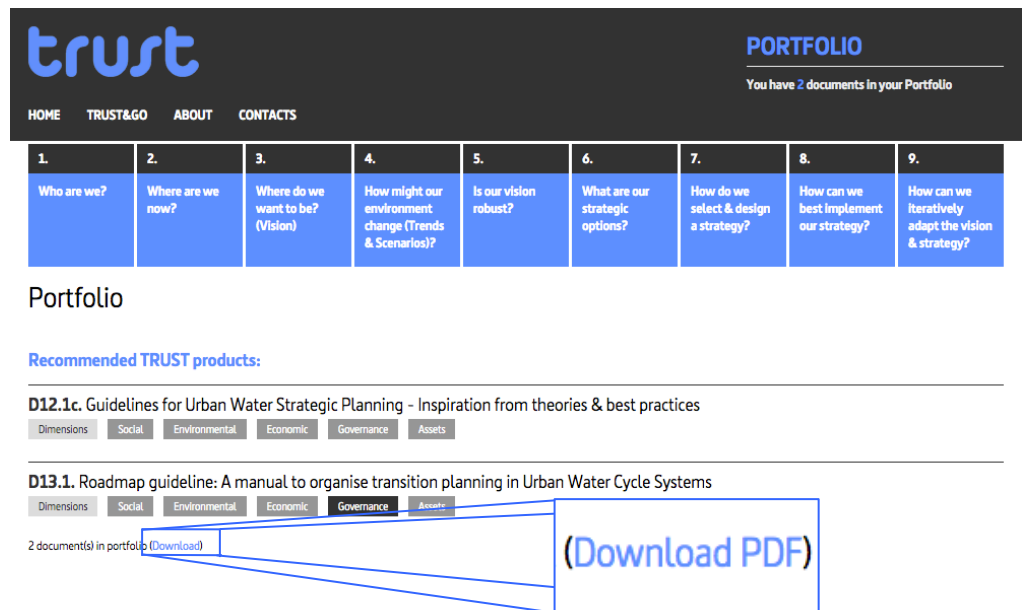 trust
PORTFOLIO
You have 2 documents in your Portfolio
HOME TRUST&GO ABOUT CONTACTS
1. 2. 3. 4. 5. 6. 7. 8. 9.
Who are we?
Where are we
now?
Where do we
want to be?
(Vision)
How might our
environment
change (Trends
& Scenarios)?
Is our vision
robust?
What are our
strategic
options?
How do we
select & design
a strategy?
How can we
best implement
our strategy?
How can we
iteratively
adapt the vision
& strategy?
Portfolio
Recommended TRUST products:
D12.1c. Guidelines for Urban Water Strategic Planning - Inspiration from theories & best practices
Dimensions Social Environmental Economic Governance Assets
D13.1. Roadmap guideline: A manual to organise transition planning in Urban Water Cycle Systems
Dimensions Social Environmental Economic Governance Assets
2 document(s) in portfolio (Download)
(Download PDF)